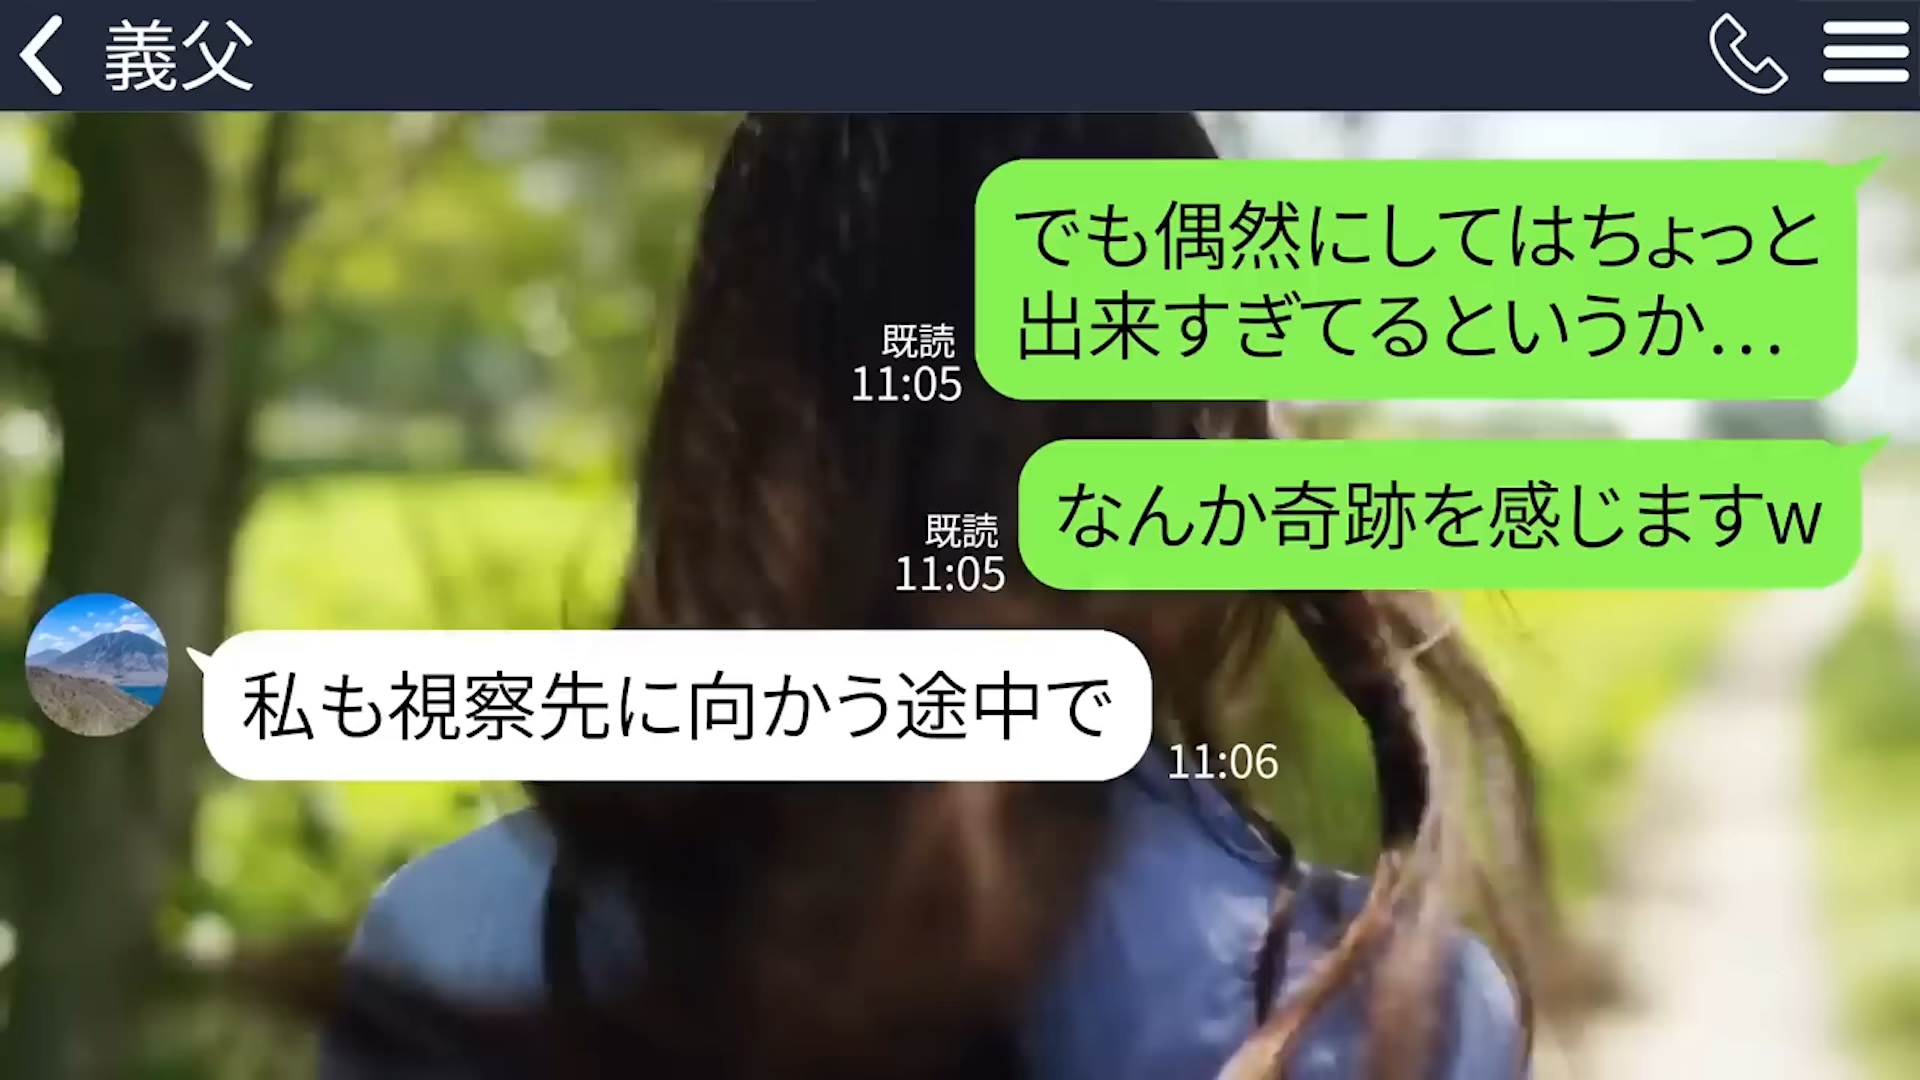 義父
でも偶然にしてはちょっと
出来すぎてるというか…
既読
11:05
なんか奇跡を感じますw
既読
11:05
私も視察先に向かう途中で
11:06